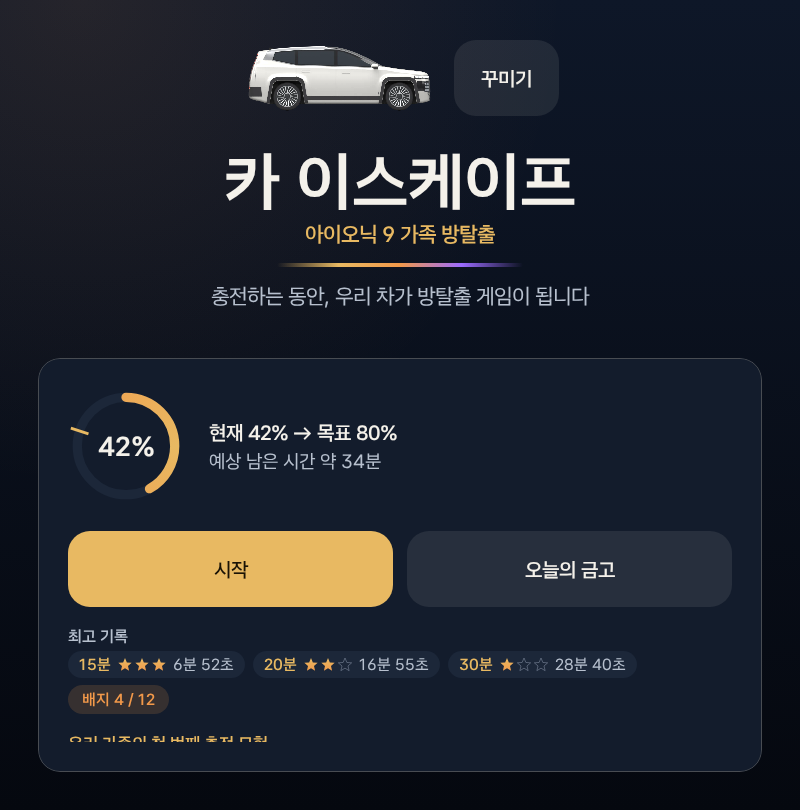 꾸미기
카 이스케이프
아이오닉 9 가족 방탈출
충전하는 동안, 우리 차가 방탈출 게임이 됩니다
42%
현재 42% → 목표 80%
예상 남은 시간 약 34분
시작
오늘의 금고
최고 기록
15분 ★★★ 6분 52초
20분 ★★☆ 16분 55초
30분 ★☆☆ 28분 40초
배지 4 / 12